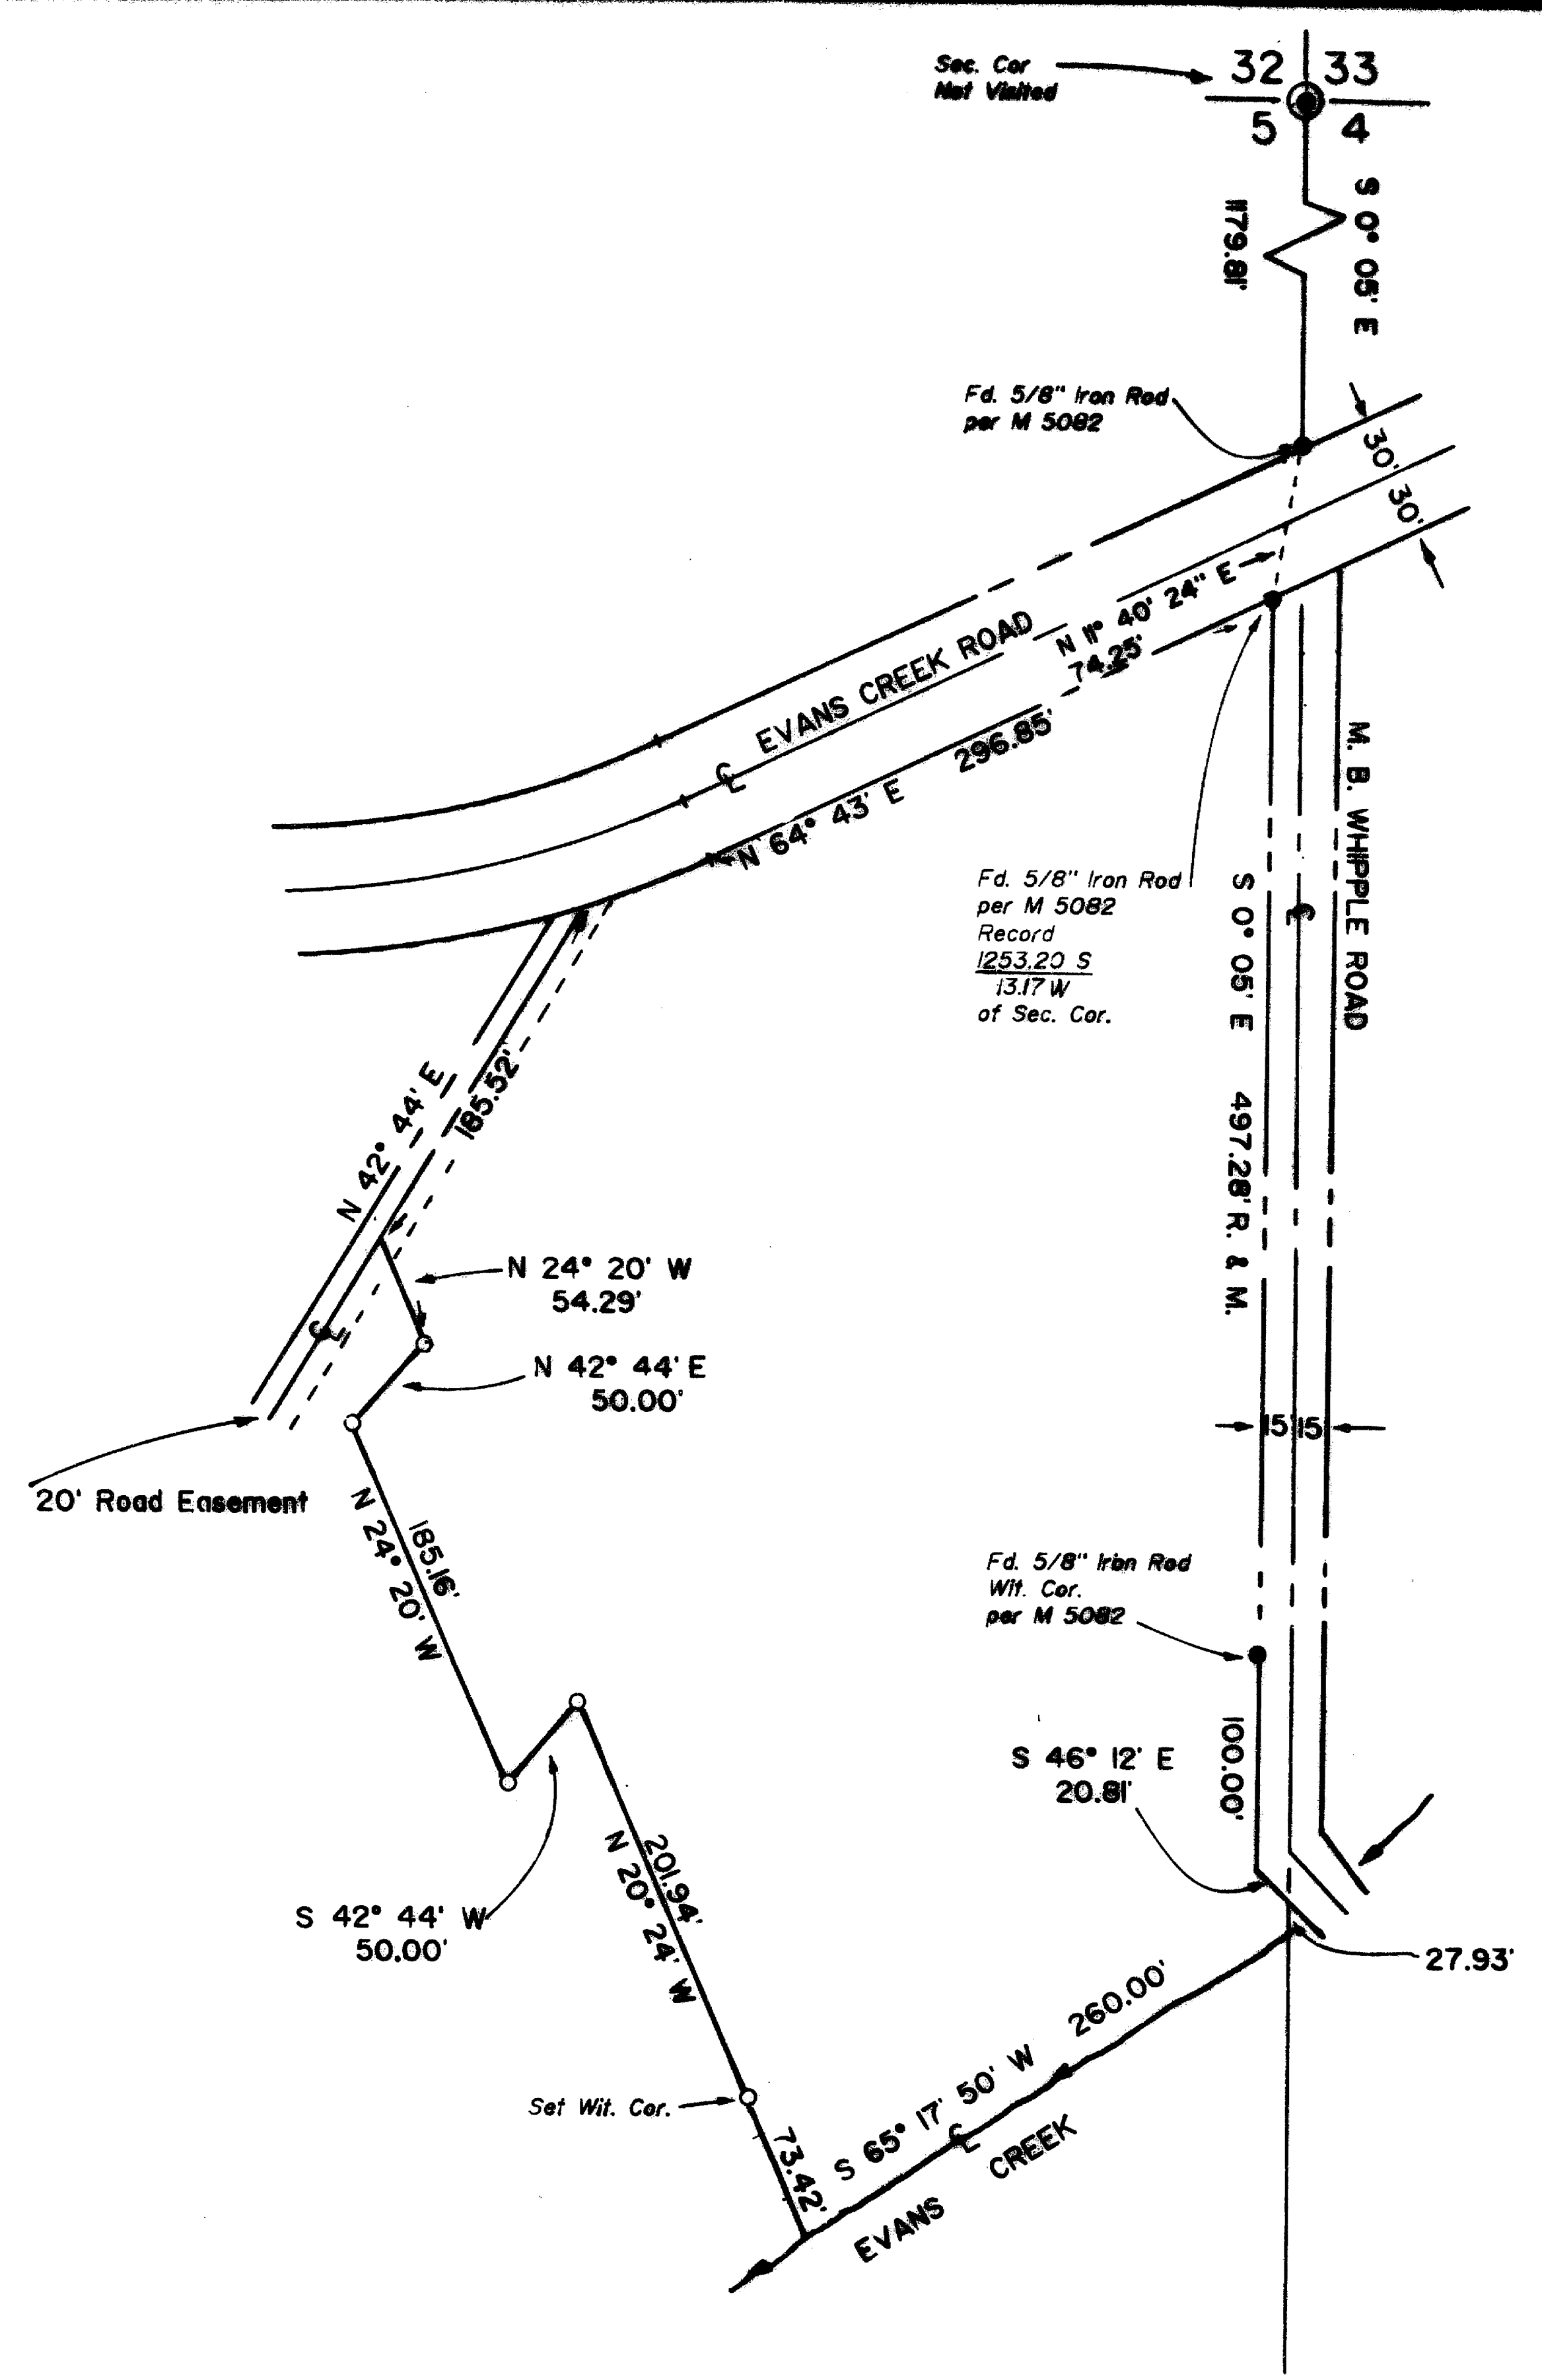 Sec. Cor
Not Visited
32 33
5 4
S 0° 05' E
1179.81'
Fd. 5/8" Iron Rod
per M 5082
30' 30'
EVANS CREEK ROAD
N 11° 40' 24" E
74.25'
℄
N 64° 43' E 296.85'
M. B. WHIPPLE ROAD
℄
Fd. 5/8" Iron Rod
per M 5082
Record
1253.20 S
13.17 W
of Sec. Cor.
S 0° 05' E 497.28' R. & M.
N 42° 44' E
185.52'
N 24° 20' W
54.29'
℄
N 42° 44' E
50.00'
15' 15
20' Road Easement
185.16'
N 24° 20' W
Fd. 5/8" Iron Rod
Wit. Cor.
per M 5082
100.00'
S 46° 12' E
20.81'
S 42° 44' W
50.00'
201.94'
N 20° 24' W
27.93'
Set Wit. Cor.
73.42'
S 65° 17' 50' W 260.00'
℄
EVANS CREEK